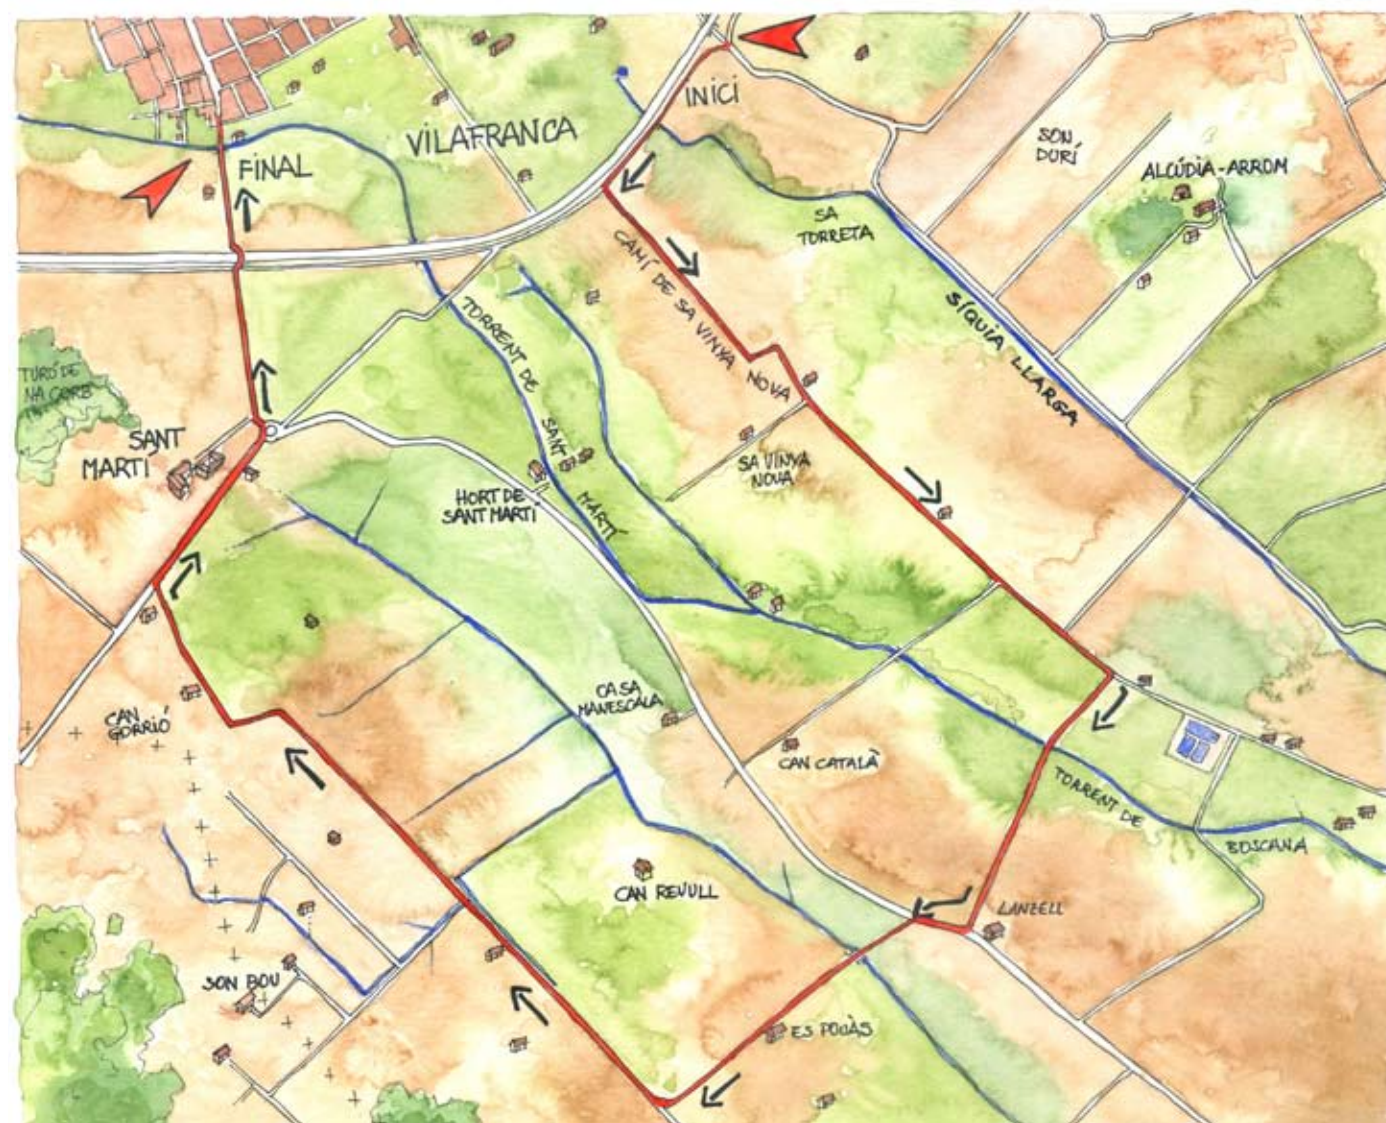 INICI
VILAFRANCA
FINAL
SON
DURÍ
ALCÚDIA-ARROM
SA
TORRETA
CAMÍ DE SA VINYA NOVA
SÍQUIA LLARGA
TORRENT DE SANT MARTÍ
TURÓ DE
NA CORB
SANT
MARTÍ
HORT DE
SANT MARTÍ
SA VINYA
NOVA
CASA
MANESCALA
CAN
GORRIÓ
CAN CATALÀ
TORRENT DE
BOSCANA
CAN REVULL
LANZELL
SON BOU
ES POUÀS